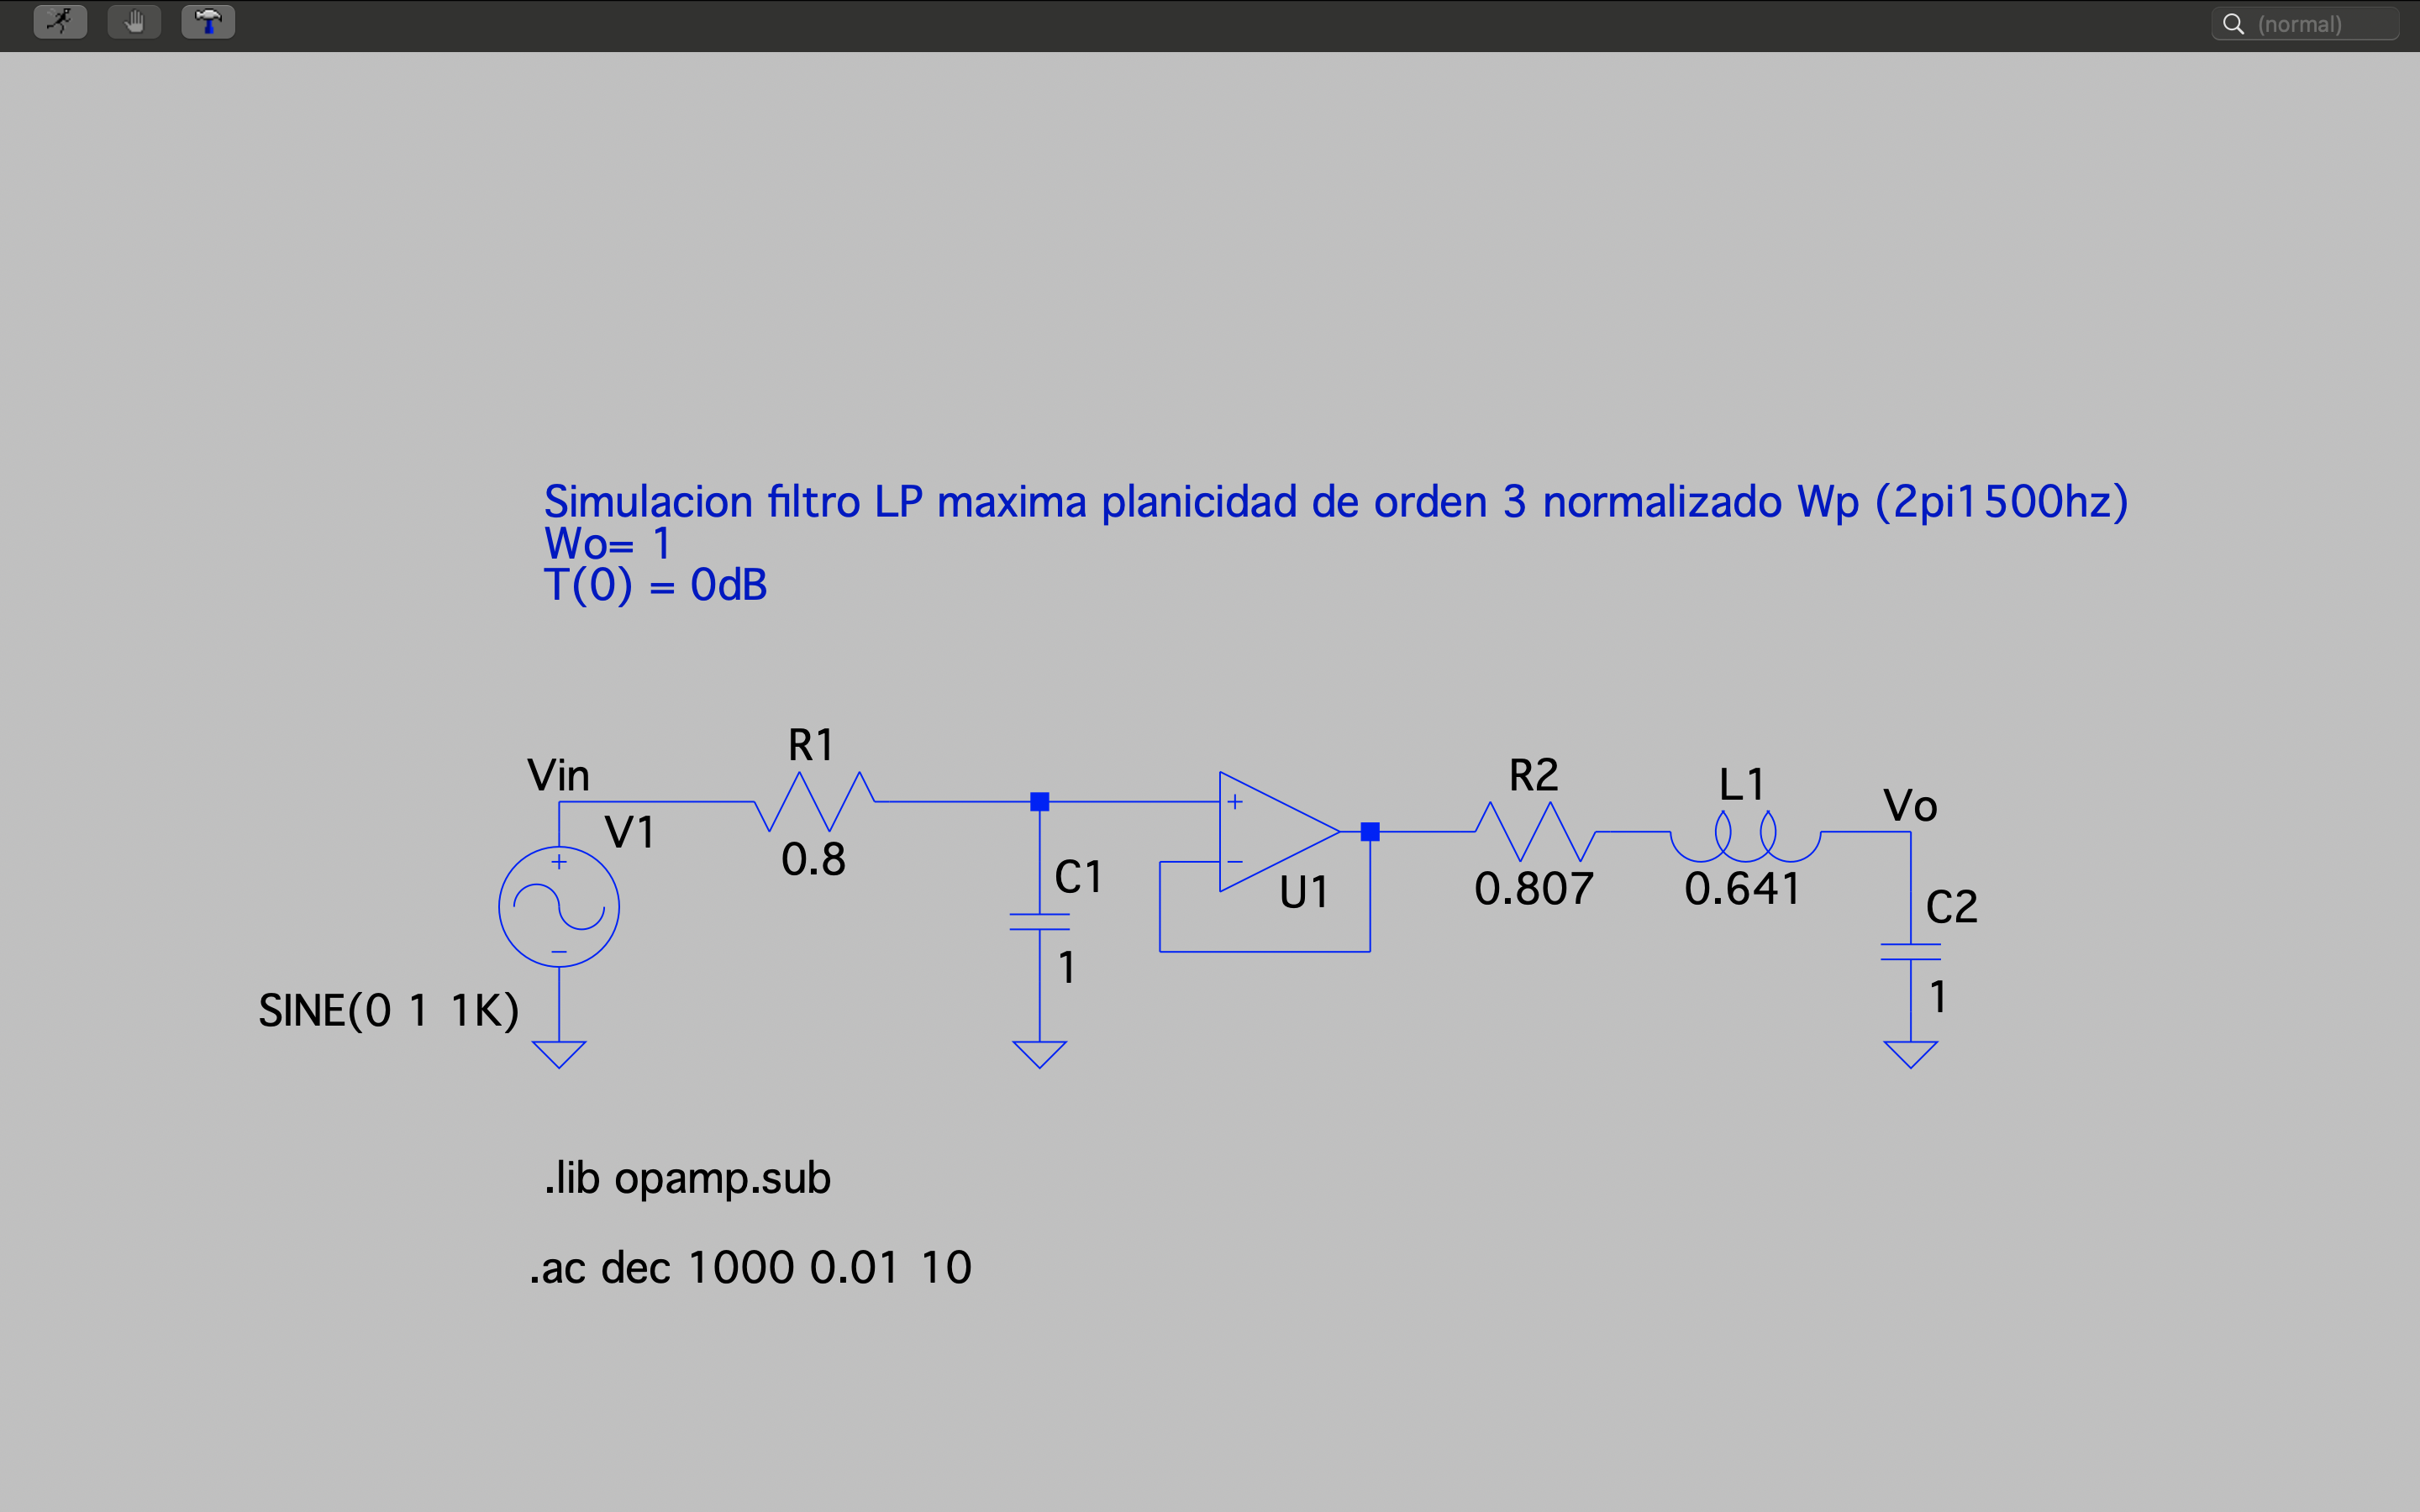 (normal)
Simulacion filtro LP maxima planicidad de orden 3 normalizado Wp (2pi1500hz)
Wo= 1
T(0) = 0dB
Vin
V1
SINE(0 1 1K)
R1
0.8
C1
1
U1
R2
0.807
L1
0.641
Vo
C2
1
.lib opamp.sub
.ac dec 1000 0.01 10